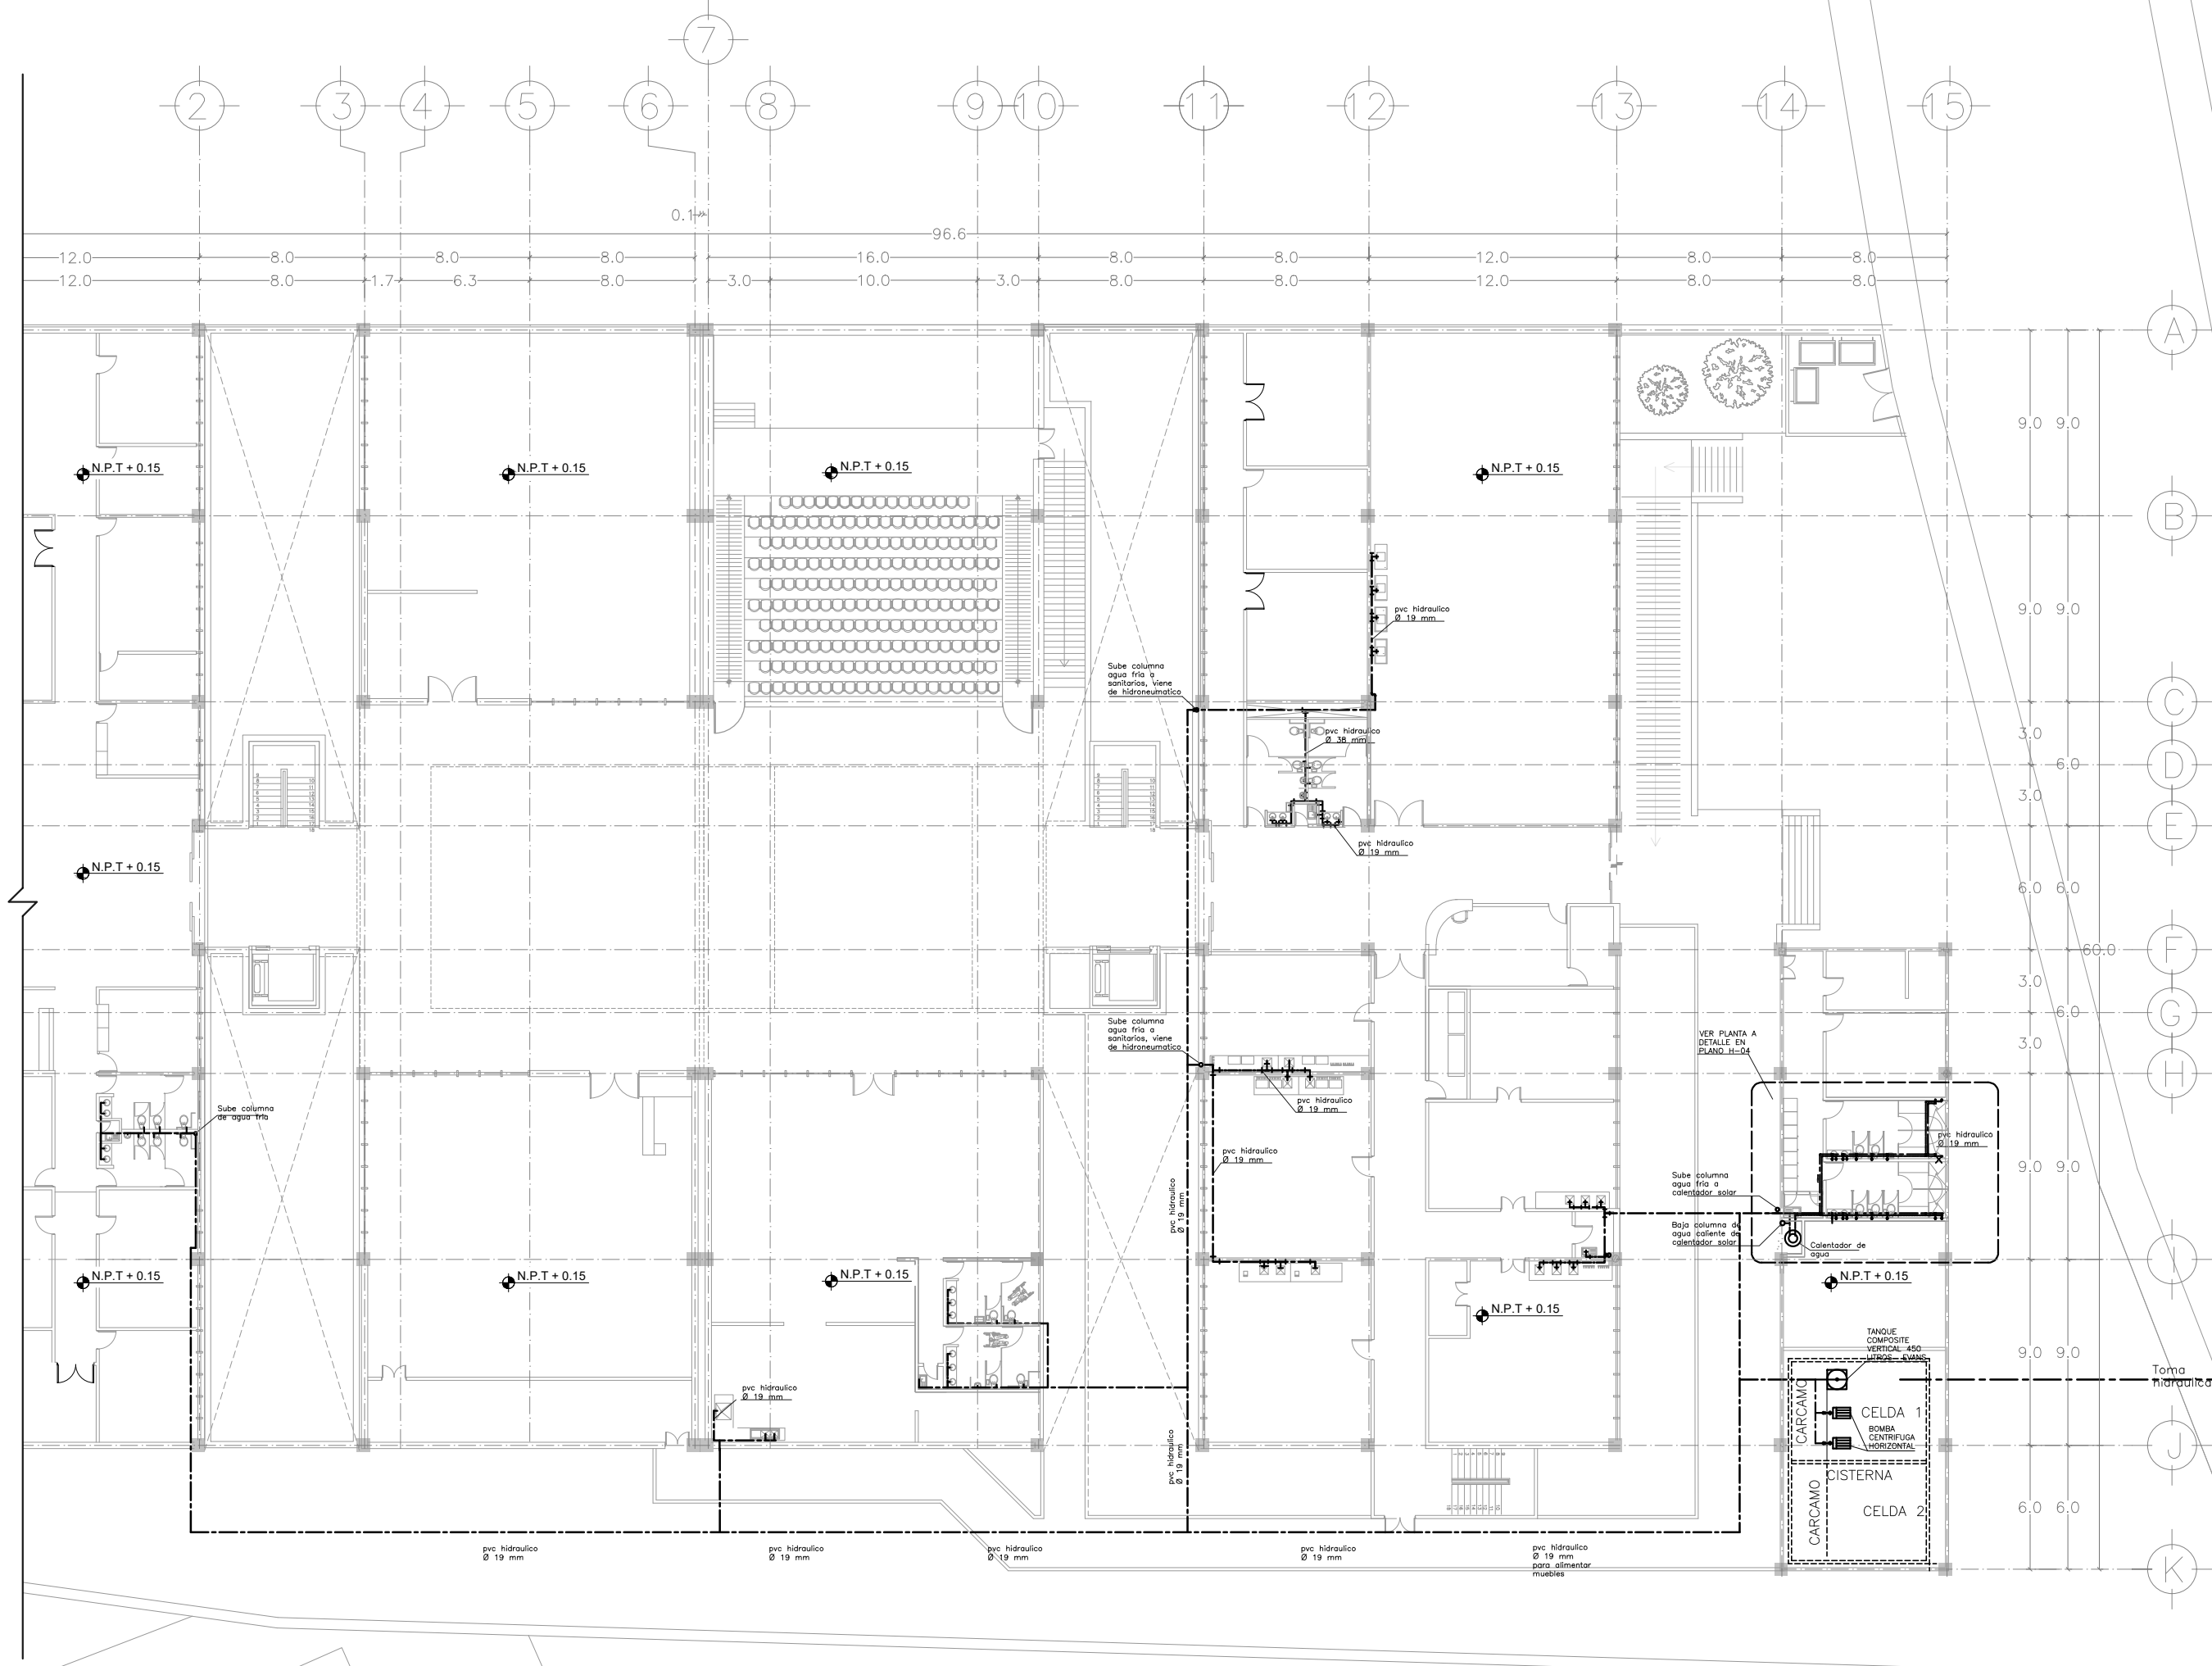 7
2 3 4 5 6 8 9 10 11 12 13 14 15
0.1
96.6
12.0 8.0 8.0 8.0 16.0 8.0 8.0 12.0 8.0 8.0
12.0 8.0 1.7 6.3 8.0 3.0 10.0 3.0 8.0 8.0 12.0 8.0 8.0
A
9.0 9.0
N.P.T + 0.15
N.P.T + 0.15
N.P.T + 0.15
N.P.T + 0.15
B
9.0 9.0
pvc hidraulico
Ø 19 mm
Sube columna
agua fria a
sanitarios, viene
de hidroneumatico
C
3.0
pvc hidraulico
Ø 38 mm
D
6.0
3.0
E
pvc hidraulico
Ø 19 mm
N.P.T + 0.15
6.0 6.0
F
60.0
3.0
G
6.0
Sube columna
agua fria a
sanitarios, viene
de hidroneumatico
VER PLANTA A
DETALLE EN
PLANO H-04
3.0
H
pvc hidraulico
Ø 19 mm
Sube columna
de agua fria
pvc hidraulico
Ø 19 mm
pvc hidraulico
Ø 19 mm
9.0 9.0
Sube columna
agua fria a
calentador solar
pvc hidraulico
Ø 19 mm
Baja columna de
agua caliente de
calentador solar
Calentador de
agua
I
N.P.T + 0.15
N.P.T + 0.15
N.P.T + 0.15
N.P.T + 0.15
N.P.T + 0.15
TANQUE
COMPOSITE
VERTICAL 450
LITROS EVANS
9.0 9.0
Toma
hidraulica
pvc hidraulico
Ø 19 mm
CARCAMO
CELDA 1
BOMBA
CENTRIFUGA
HORIZONTAL
J
pvc hidraulico
Ø 19 mm
CISTERNA
CARCAMO
CELDA 2
6.0 6.0
pvc hidraulico
Ø 19 mm
pvc hidraulico
Ø 19 mm
pvc hidraulico
Ø 19 mm
pvc hidraulico
Ø 19 mm
pvc hidraulico
Ø 19 mm
para alimentar
muebles
K